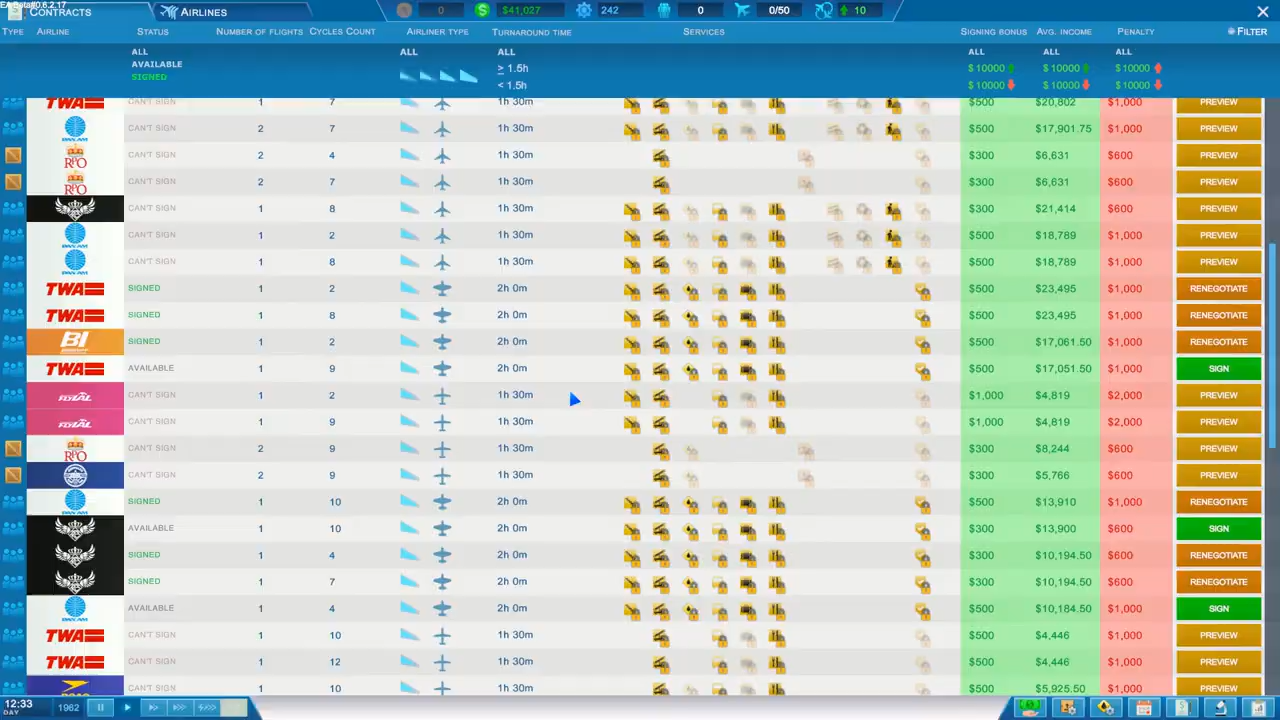 CONTRACTS AIRLINES 0 $41,027 242 0 0/50 10
TYPE AIRLINE STATUS NUMBER OF FLIGHTS CYCLES COUNT AIRLINER TYPE TURNAROUND TIME SERVICES SIGNING BONUS AVG. INCOME PENALTY FILTER
ALL ALL ALL ALL ALL ALL
AVAILABLE ≥ 1.5h $ 10000 $ 10000 $ 10000
SIGNED < 1.5h $ 10000 $ 10000 $ 10000
TWA CAN'T SIGN 1 7 1h 30m $500 $20,802 $1,000 PREVIEW
PAN AM CAN'T SIGN 2 7 1h 30m $500 $17,901.75 $1,000 PREVIEW
RPO CAN'T SIGN 2 4 1h 30m $300 $6,631 $600 PREVIEW
RPO CAN'T SIGN 2 7 1h 30m $300 $6,631 $600 PREVIEW
CAN'T SIGN 1 8 1h 30m $300 $21,414 $600 PREVIEW
PAN AM CAN'T SIGN 1 2 1h 30m $500 $18,789 $1,000 PREVIEW
PAN AM CAN'T SIGN 1 8 1h 30m $500 $18,789 $1,000 PREVIEW
TWA SIGNED 1 2 2h 0m $500 $23,495 $1,000 RENEGOTIATE
TWA SIGNED 1 8 2h 0m $500 $23,495 $1,000 RENEGOTIATE
BI SIGNED 1 2 2h 0m $500 $17,061.50 $1,000 RENEGOTIATE
TWA AVAILABLE 1 9 2h 0m $500 $17,051.50 $1,000 SIGN
CAN'T SIGN 1 2 1h 30m $1,000 $4,819 $2,000 PREVIEW
CAN'T SIGN 1 9 1h 30m $1,000 $4,819 $2,000 PREVIEW
RPO CAN'T SIGN 2 9 1h 30m $300 $8,244 $600 PREVIEW
CAN'T SIGN 2 9 1h 30m $300 $5,766 $600 PREVIEW
PAN AM SIGNED 1 10 2h 0m $500 $13,910 $1,000 RENEGOTIATE
AVAILABLE 1 10 2h 0m $300 $13,900 $600 SIGN
SIGNED 1 4 2h 0m $300 $10,194.50 $600 RENEGOTIATE
SIGNED 1 7 2h 0m $300 $10,194.50 $600 RENEGOTIATE
PAN AM AVAILABLE 1 4 2h 0m $500 $10,184.50 $1,000 SIGN
TWA CAN'T SIGN 1 10 1h 30m $500 $4,446 $1,000 PREVIEW
TWA CAN'T SIGN 1 12 1h 30m $500 $4,446 $1,000 PREVIEW
CAN'T SIGN 1 10 1h 30m $500 $5,925.50 $1,000 PREVIEW
12:33 1962
DAY